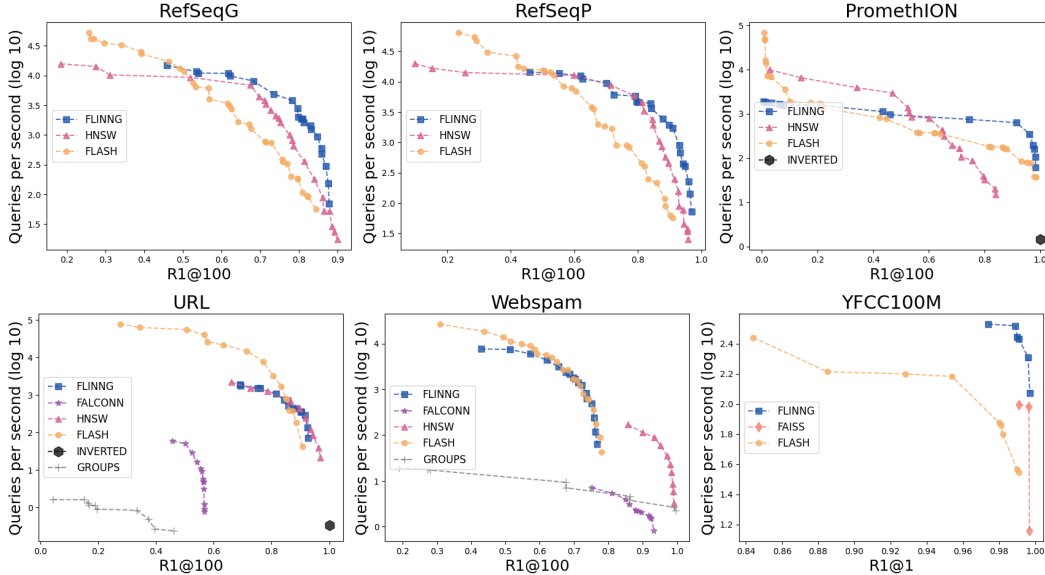 RefSeqG
Queries per second (log 10)
4.5
4.0
3.5
3.0
2.5
2.0
1.5
FLINNG
HNSW
FLASH
0.2 0.3 0.4 0.5 0.6 0.7 0.8 0.9
R1@100
RefSeqP
Queries per second (log 10)
4.5
4.0
3.5
3.0
2.5
2.0
1.5
FLINNG
HNSW
FLASH
0.2 0.4 0.6 0.8 1.0
R1@100
PromethION
Queries per second (log 10)
5
4
3
2
1
0
FLINNG
HNSW
FLASH
INVERTED
0.0 0.2 0.4 0.6 0.8 1.0
R1@100
URL
Queries per second (log 10)
5
4
3
2
1
0
FLINNG
FALCONN
HNSW
FLASH
INVERTED
GROUPS
0.0 0.2 0.4 0.6 0.8 1.0
R1@100
Webspam
Queries per second (log 10)
4
3
2
1
0
FLINNG
FALCONN
HNSW
FLASH
GROUPS
0.2 0.3 0.4 0.5 0.6 0.7 0.8 0.9 1.0
R1@100
YFCC100M
Queries per second (log 10)
2.4
2.2
2.0
1.8
1.6
1.4
1.2
FLINNG
FAISS
FLASH
0.84 0.86 0.88 0.90 0.92 0.94 0.96 0.98 1.00
R1@1